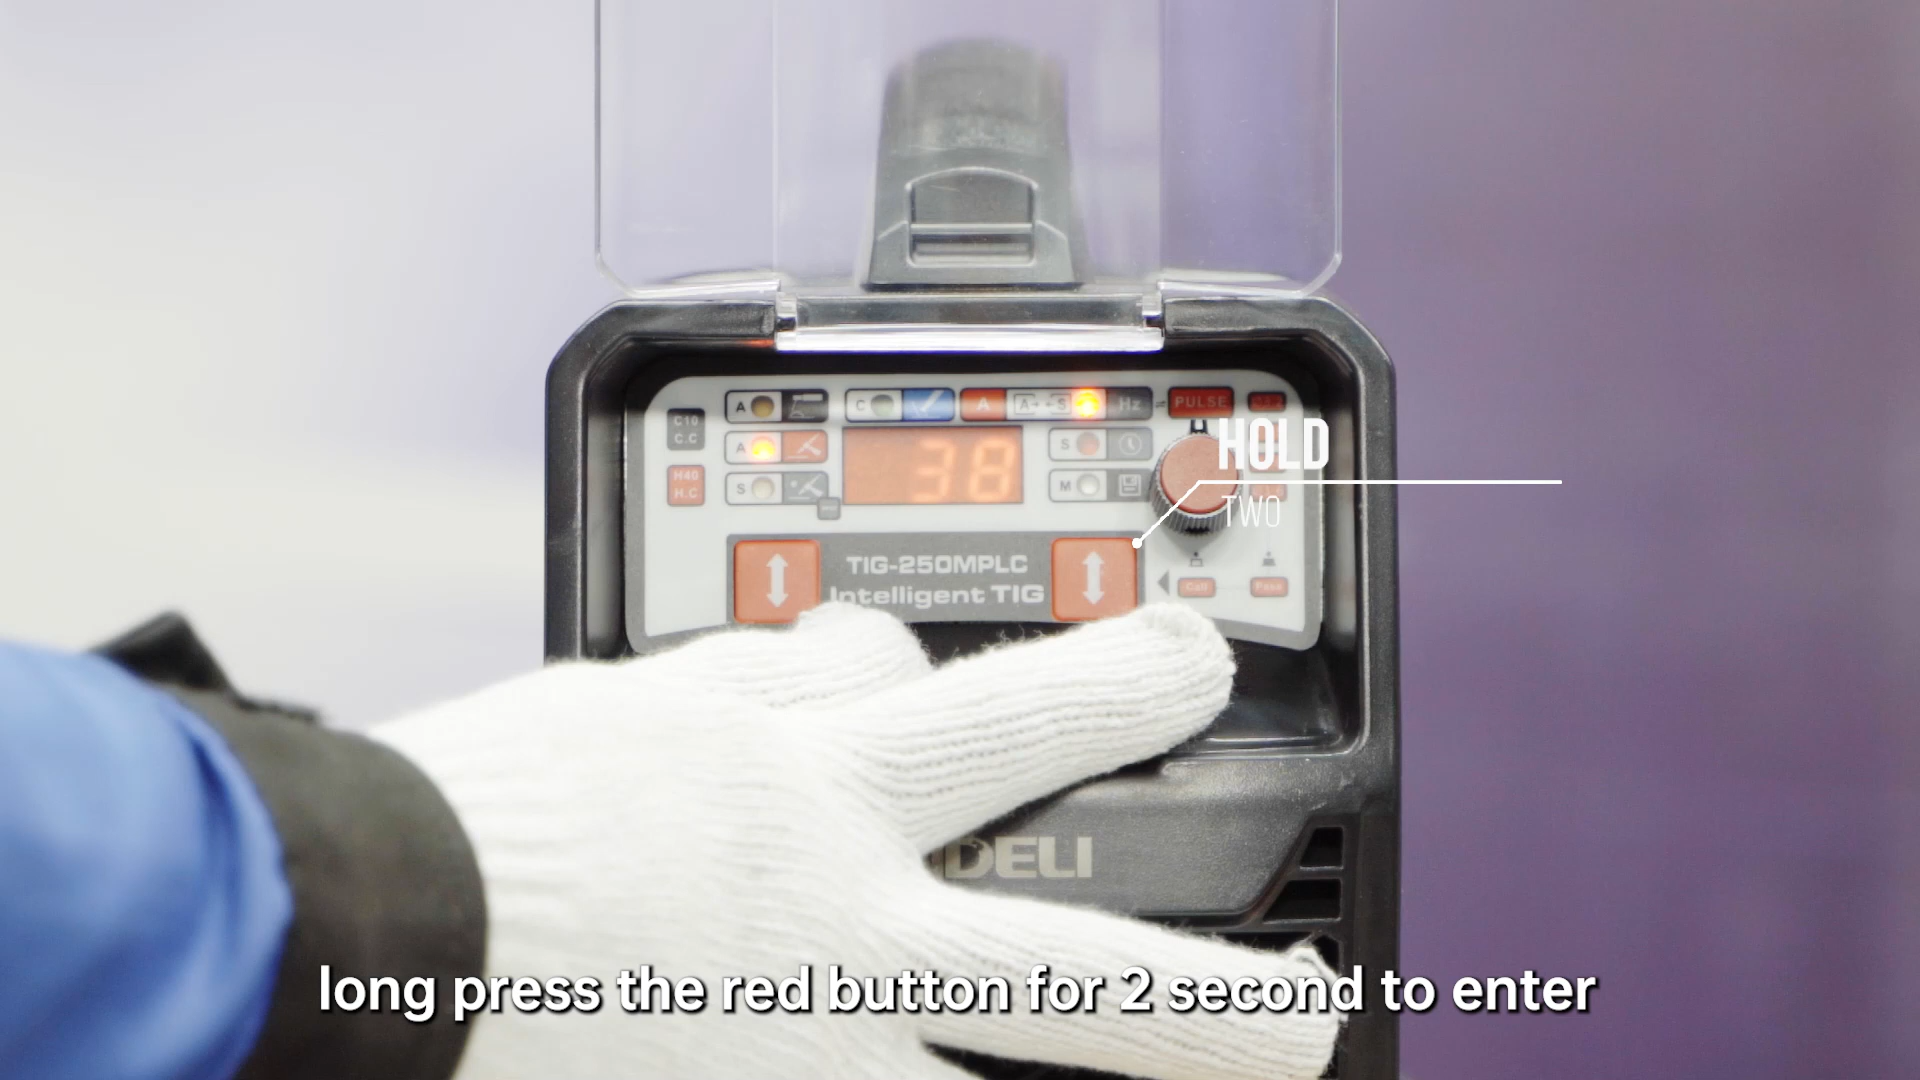 A
C
A
A
S
Hz
PULSE
C10
C.C
A
38
S
HOLD
H40
H.C
S
M
TWO
TIG-250MPLC
Intelligent TIG
Call
DELI
long press the red button for 2 second to enter